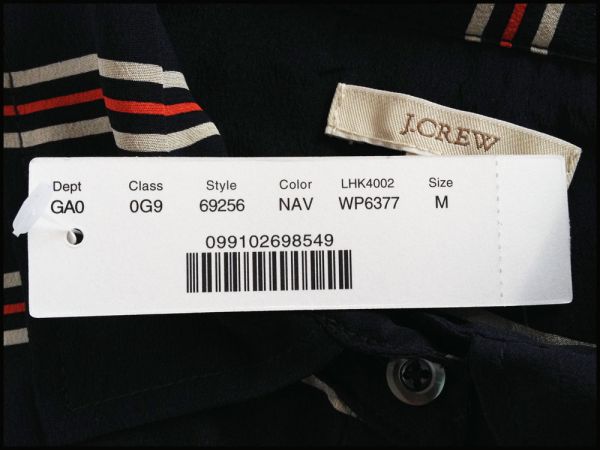 J.CREW
Dept Class Style Color LHK4002 Size
GA0 0G9 69256 NAV WP6377 M
099102698549